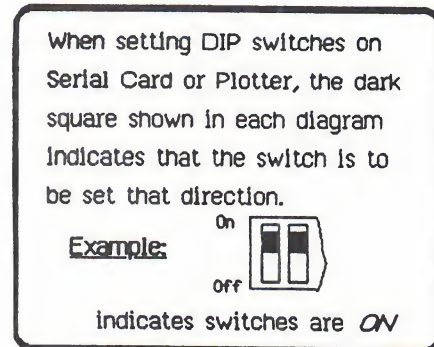 When setting DIP switches on
Serial Card or Plotter, the dark
square shown in each diagram
indicates that the switch is to
be set that direction.
On
Example:
Off
indicates switches are ON